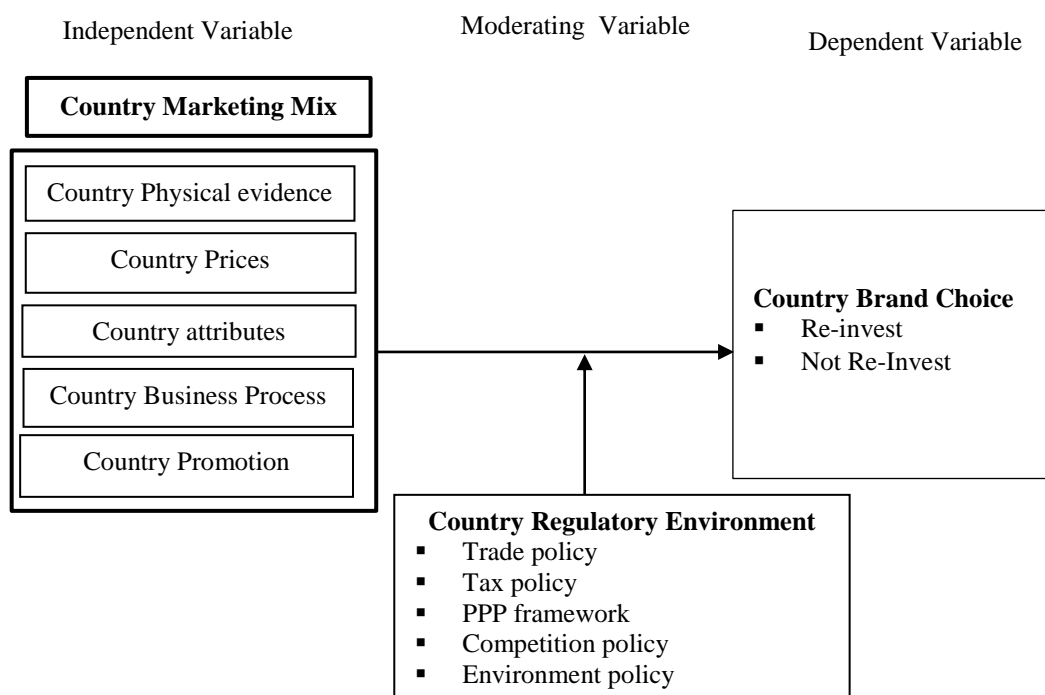 Independent Variable
Moderating Variable
Dependent Variable
Country Marketing Mix
Country Physical evidence
Country Prices
Country attributes
Country Business Process
Country Promotion
Country Brand Choice
▪ Re-invest
▪ Not Re-Invest
Country Regulatory Environment
▪ Trade policy
▪ Tax policy
▪ PPP framework
▪ Competition policy
▪ Environment policy